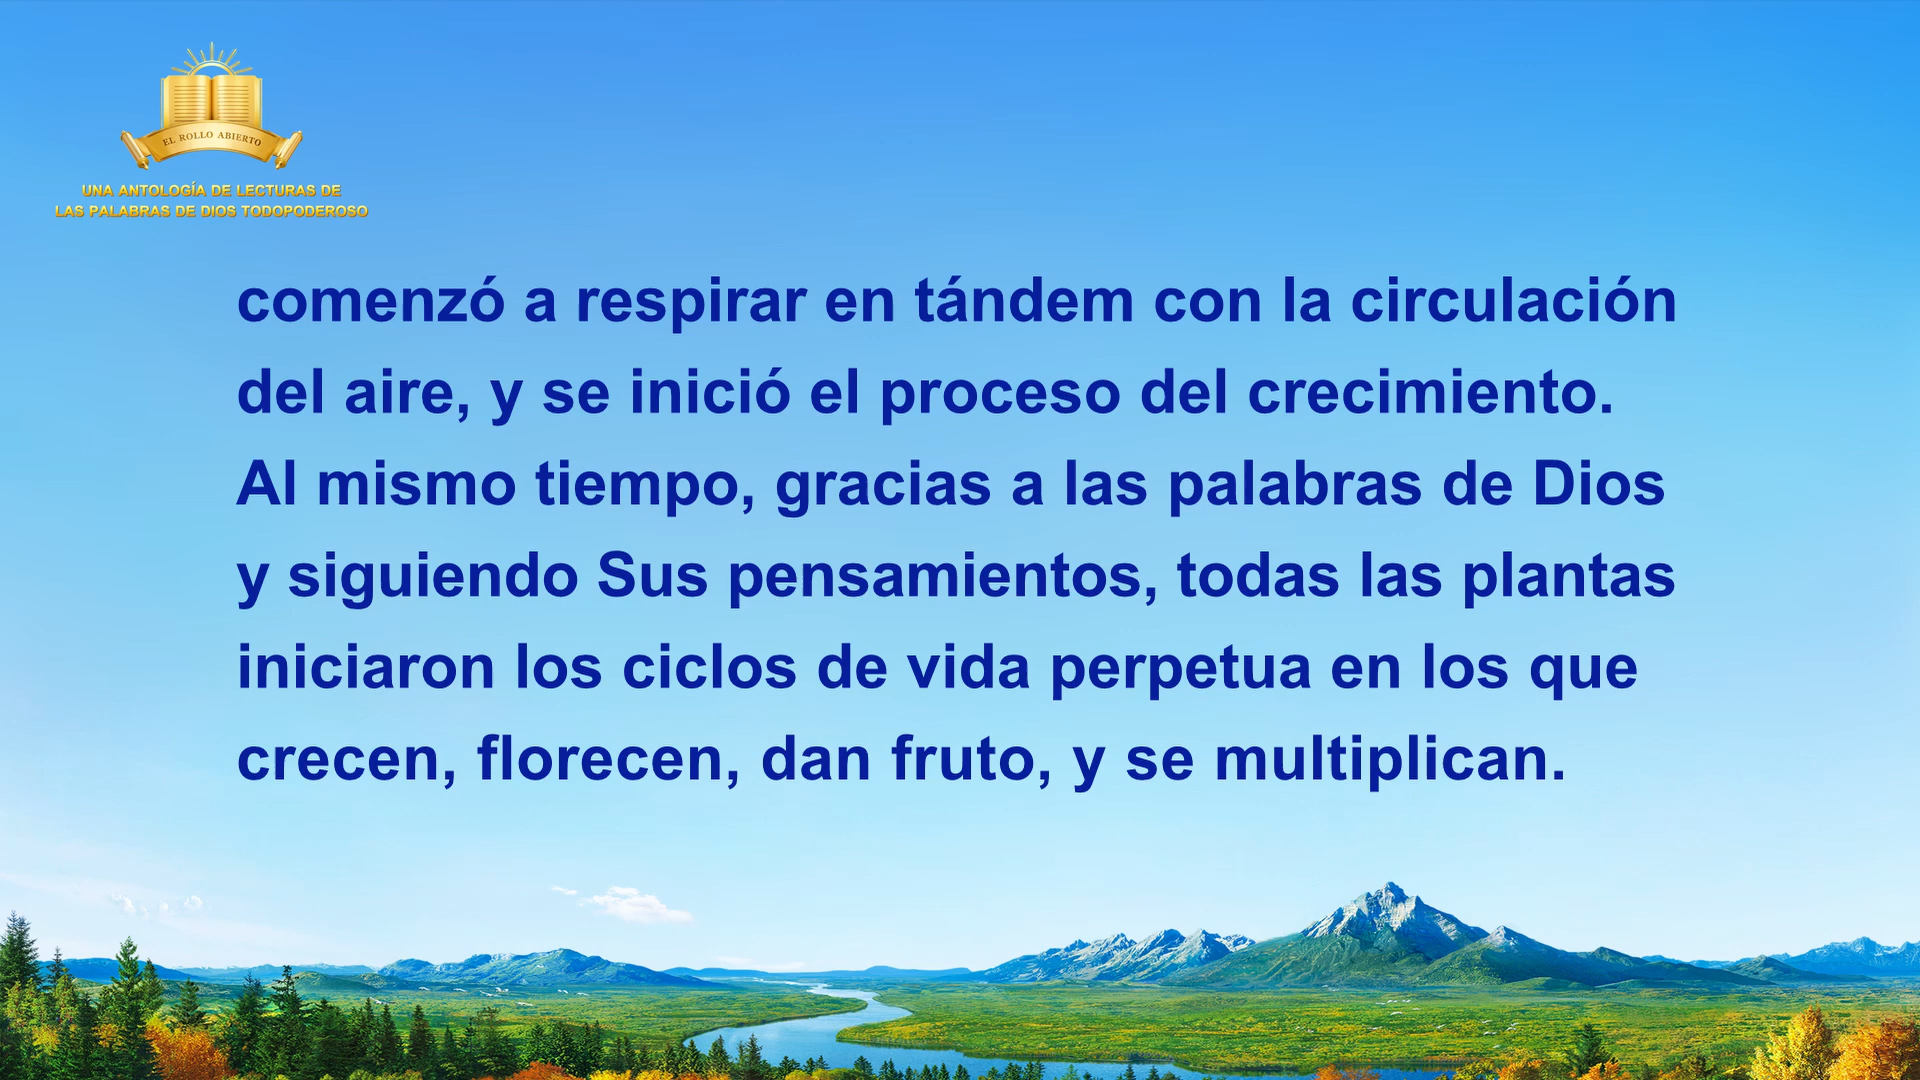 EL ROLLO ABIERTO
UNA ANTOLOGÍA DE LECTURAS DE
LAS PALABRAS DE DIOS TODOPODEROSO
comenzó a respirar en tándem con la circulación
del aire, y se inició el proceso del crecimiento.
Al mismo tiempo, gracias a las palabras de Dios
y siguiendo Sus pensamientos, todas las plantas
iniciaron los ciclos de vida perpetua en los que
crecen, florecen, dan fruto, y se multiplican.